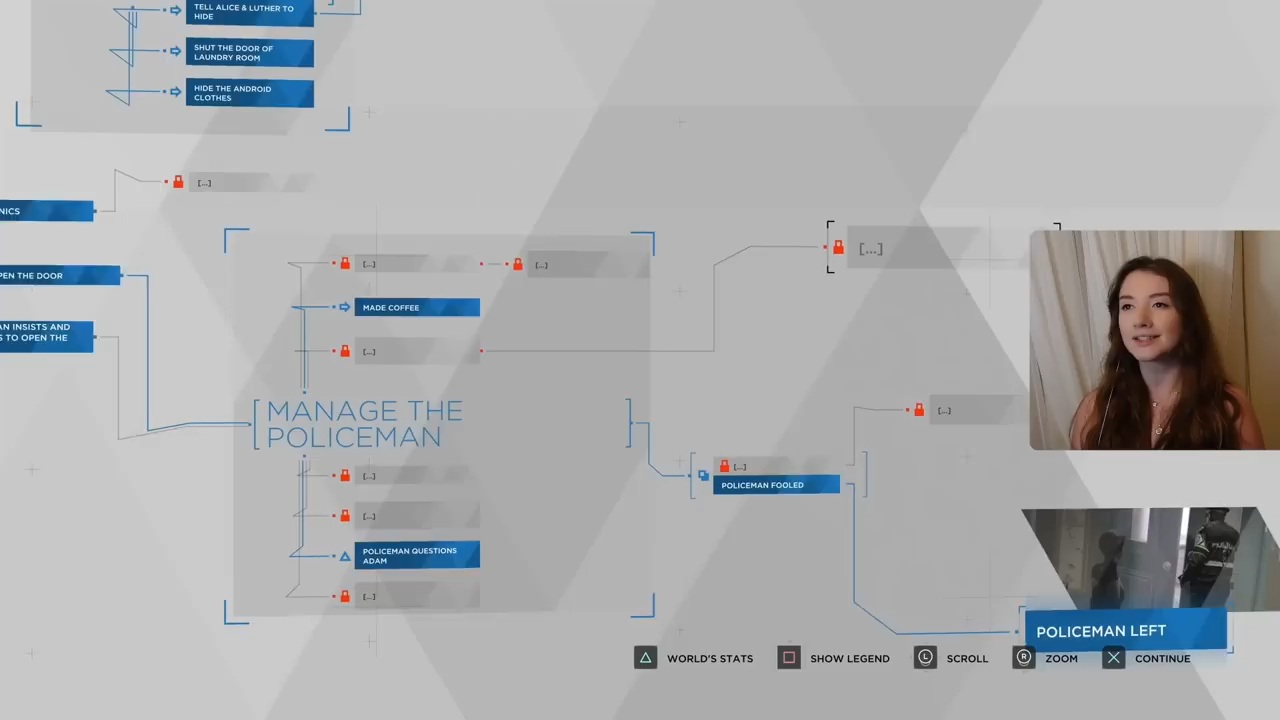 TELL ALICE & LUTHER TO
HIDE
SHUT THE DOOR OF
LAUNDRY ROOM
HIDE THE ANDROID
CLOTHES
[...]
NICS
[...]
[...]
[...]
PEN THE DOOR
MADE COFFEE
AN INSISTS AND
S TO OPEN THE
[...]
MANAGE THE
POLICEMAN
[...]
[...]
[...]
POLICEMAN FOOLED
[...]
POLICEMAN QUESTIONS
ADAM
[...]
POLICEMAN LEFT
WORLD'S STATS
SHOW LEGEND
L
SCROLL
R
ZOOM
CONTINUE